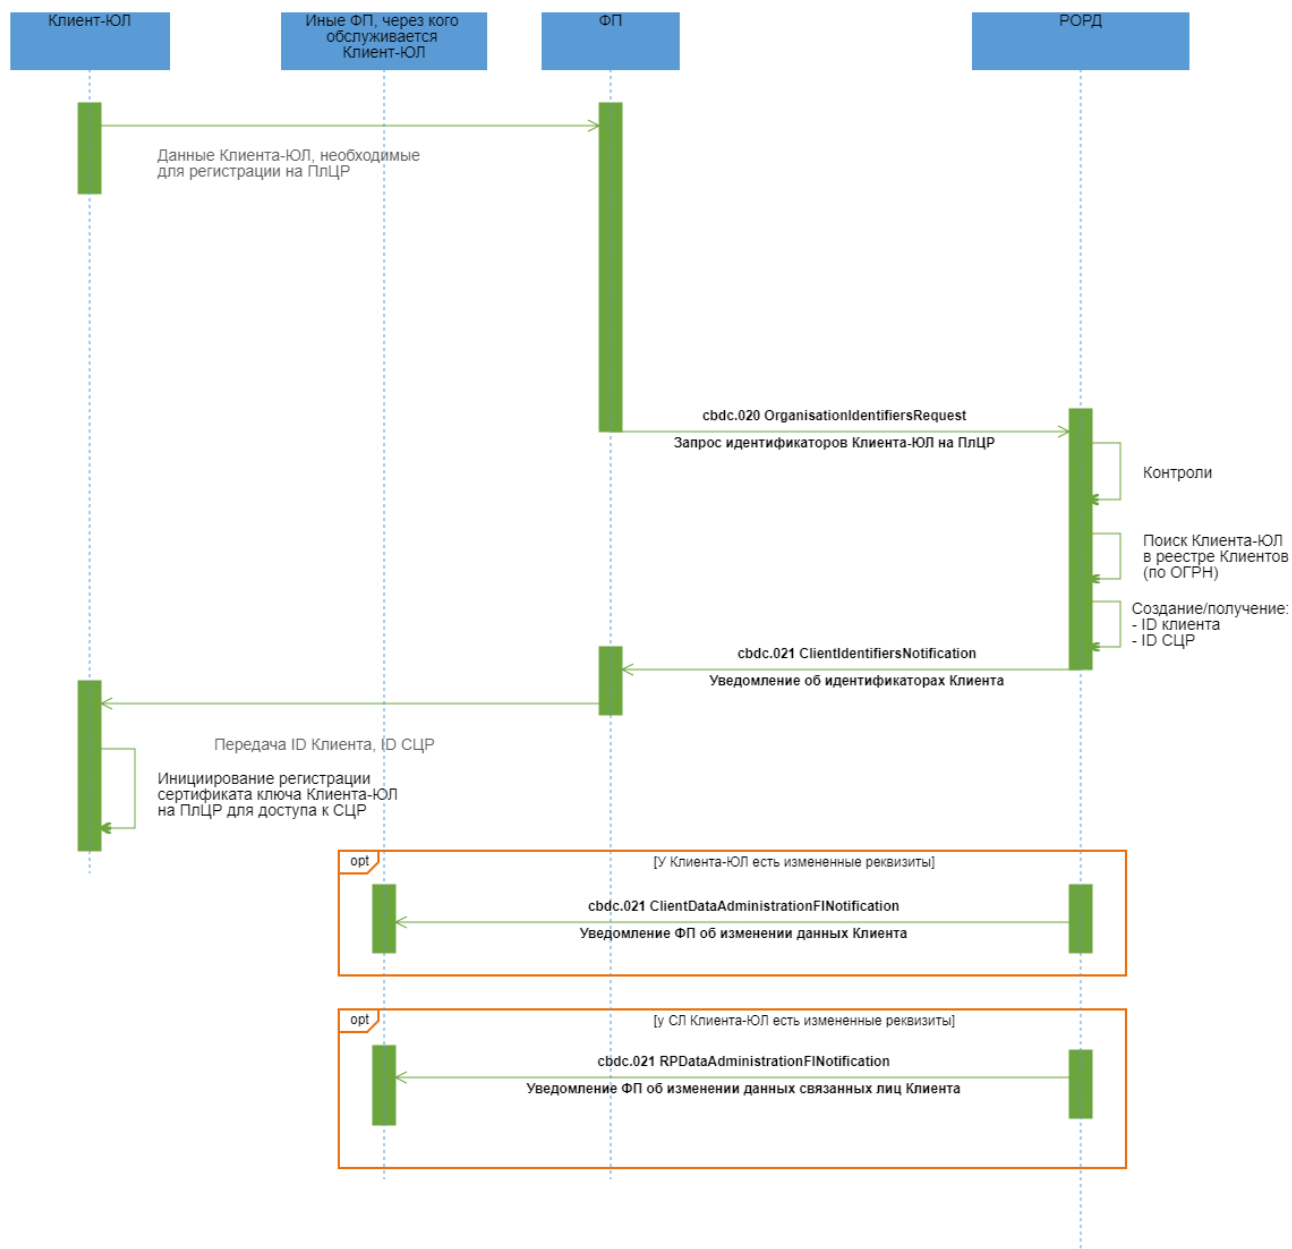 Клиент-ЮЛ
Иные ФП, через кого
обслуживается
Клиент-ЮЛ
ФП
РОРД
Данные Клиента-ЮЛ, необходимые
для регистрации на ПлЦР
cbdc.020 OrganisationIdentifiersRequest
Запрос идентификаторов Клиента-ЮЛ на ПлЦР
Контроли
Поиск Клиента-ЮЛ
в реестре Клиентов
(по ОГРН)
Создание/получение:
- ID клиента
- ID СЦР
cbdc.021 ClientIdentifiersNotification
Уведомление об идентификаторах Клиента
Передача ID Клиента, ID СЦР
Инициирование регистрации
сертификата ключа Клиента-ЮЛ
на ПлЦР для доступа к СЦР
opt
[У Клиента-ЮЛ есть измененные реквизиты]
cbdc.021 ClientDataAdministrationFINotification
Уведомление ФП об изменении данных Клиента
opt
[у СЛ Клиента-ЮЛ есть измененные реквизиты]
cbdc.021 RPDataAdministrationFINotification
Уведомление ФП об изменении данных связанных лиц Клиента